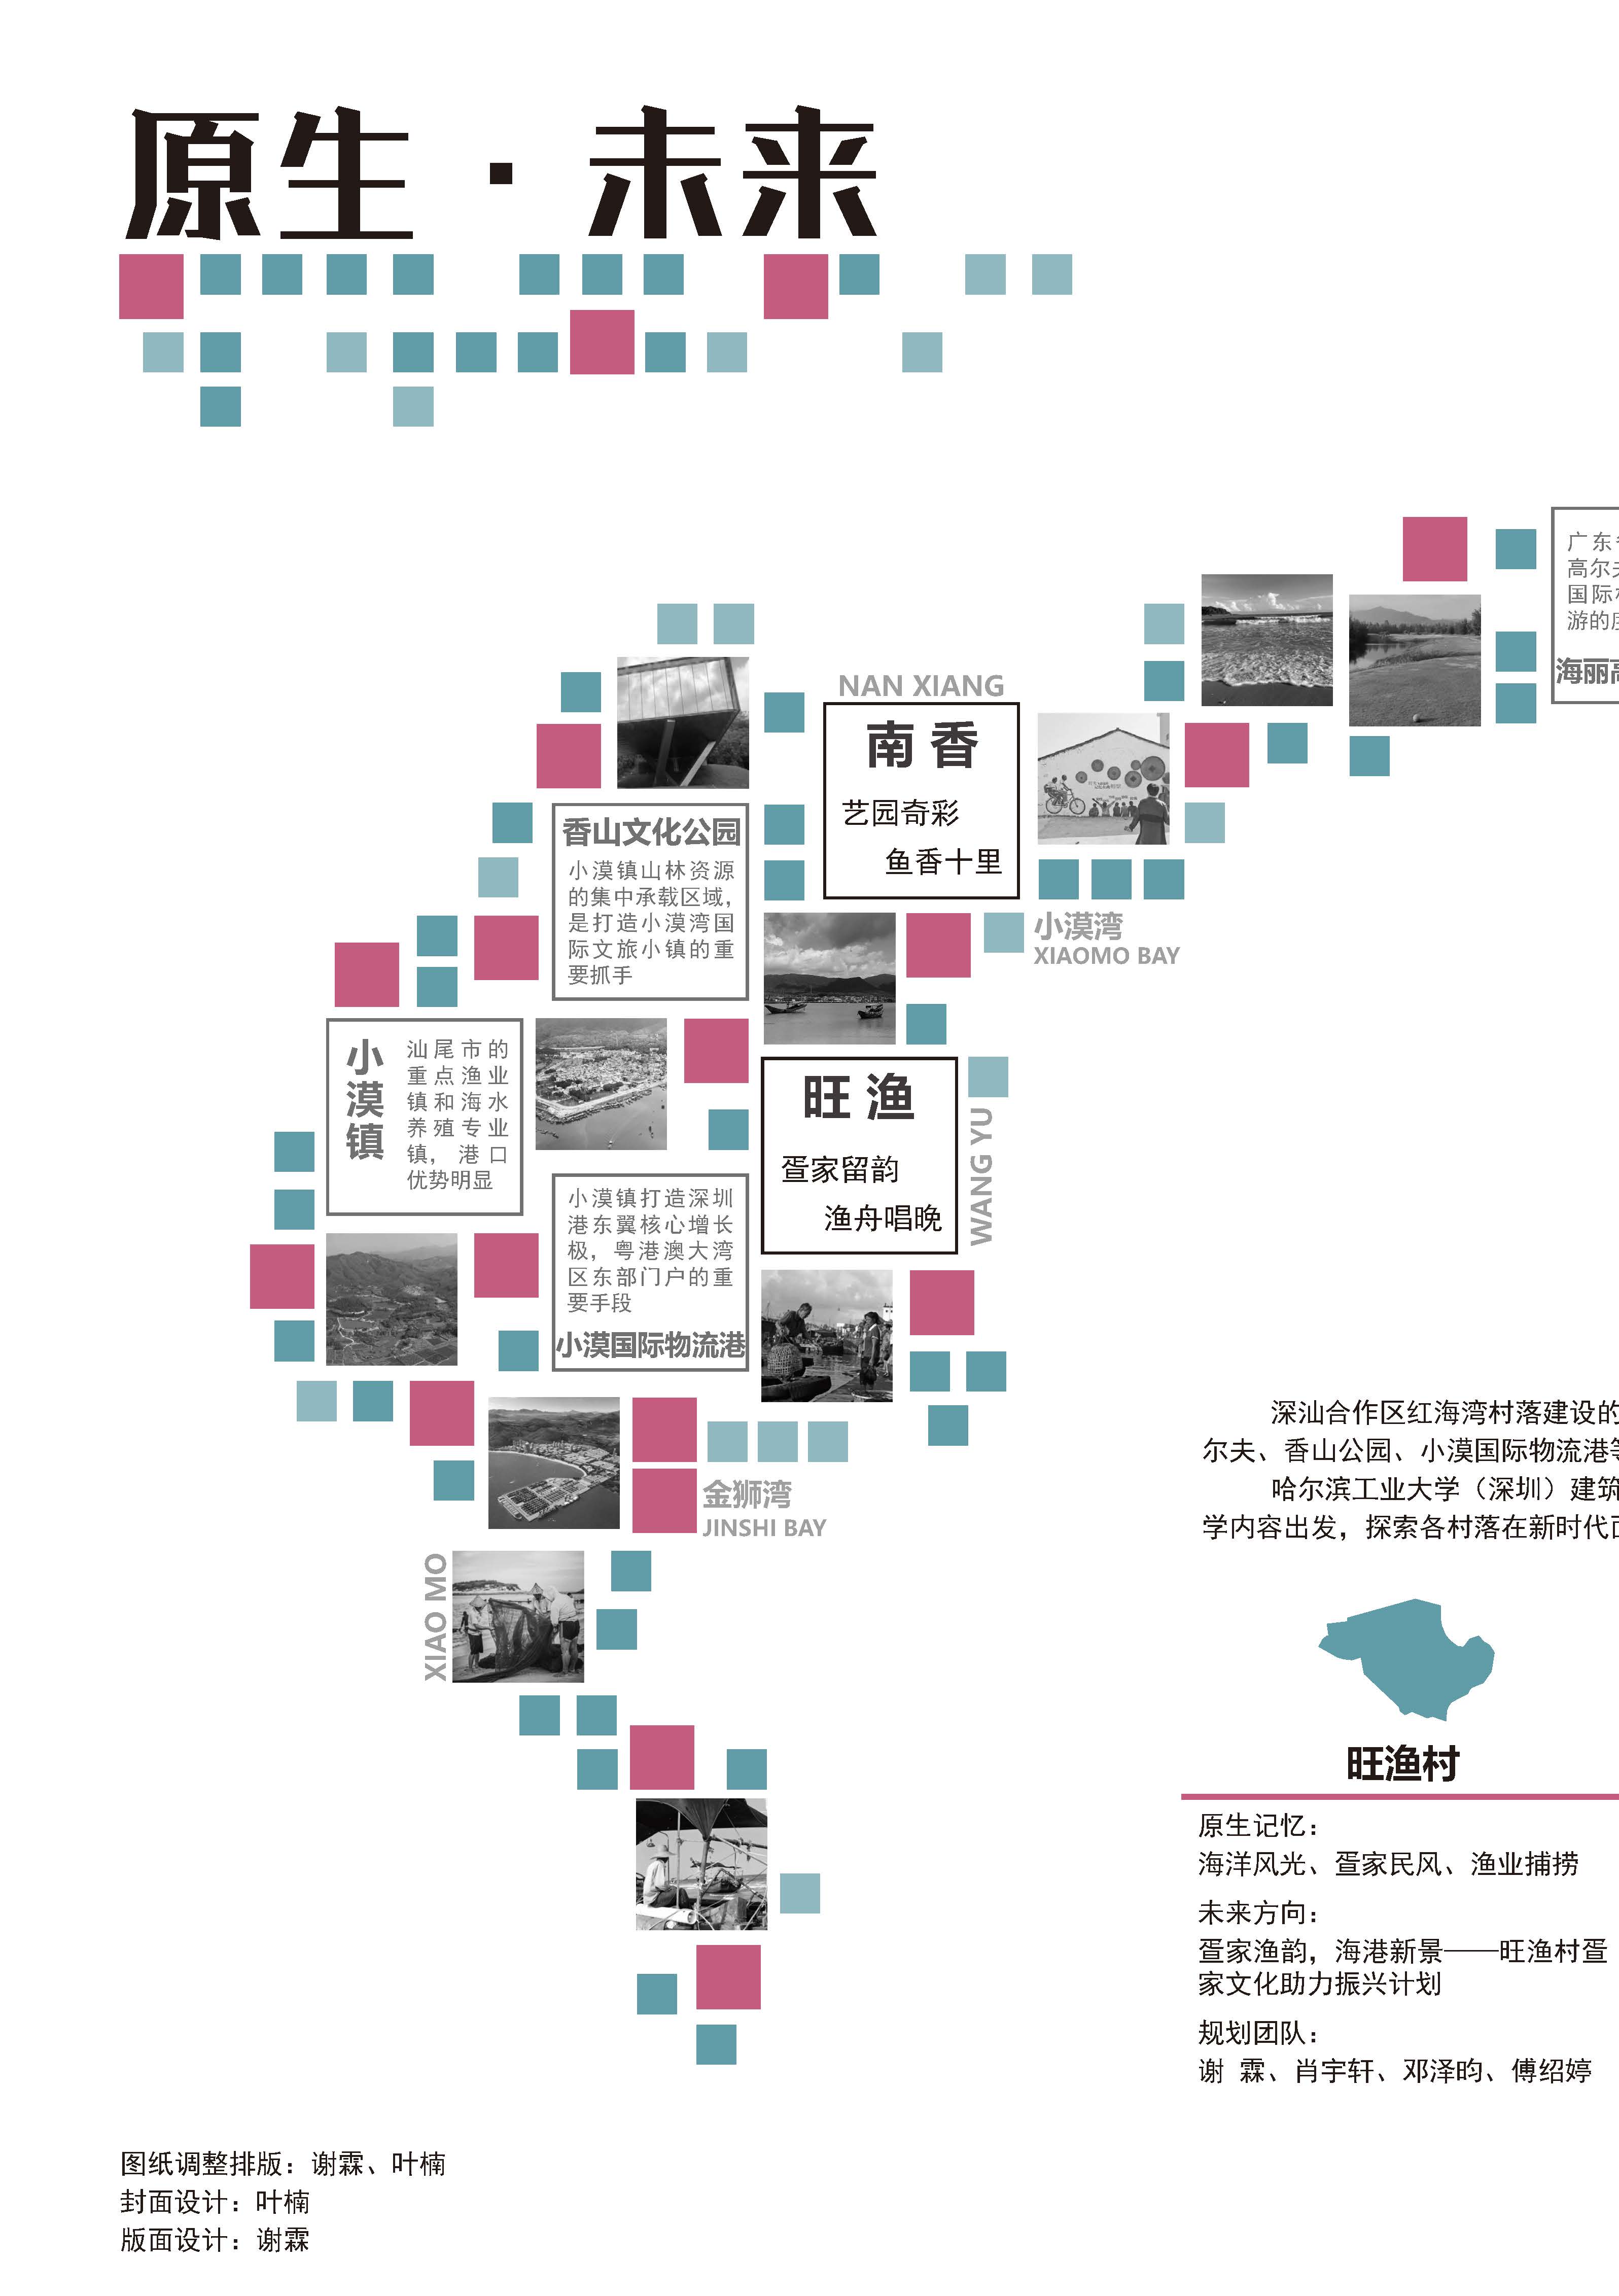 原生·未来
广东
高尔
国际
游的
海丽
NAN XIANG
南香
艺园奇彩
鱼香十里
香山文化公园
小漠镇山林资源
的集中承载区域，
是打造小漠湾国
际文旅小镇的重
要抓手
小漠湾
XIAOMO BAY
小漠镇
汕尾市的
重点渔业
镇和海水
养殖专业
镇，港口
优势明显
旺渔
疍家留韵
渔舟唱晚
WANG YU
小漠镇打造深圳
港东翼核心增长
极，粤港澳大湾
区东部门户的重
要手段
小漠国际物流港
金狮湾
JINSHI BAY
XIAO MO
深汕合作区红海湾村落建设的
尔夫、香山公园、小漠国际物流港
哈尔滨工业大学（深圳）建筑
学内容出发，探索各村落在新时代
旺渔村
原生记忆：
海洋风光、疍家民风、渔业捕捞
未来方向：
疍家渔韵，海港新景——旺渔村疍
家文化助力振兴计划
规划团队：
谢 霖、肖宇轩、邓泽昀、傅绍婷
图纸调整排版：谢霖、叶楠
封面设计：叶楠
版面设计：谢霖